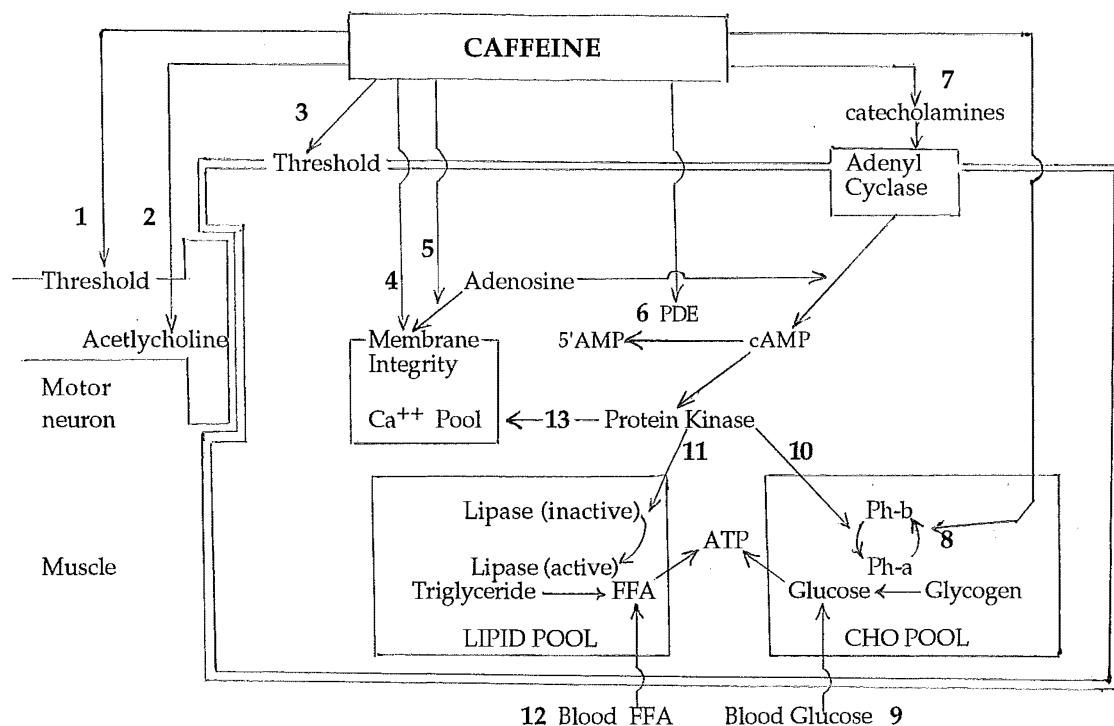 CAFFEINE
7
catecholamines
3
Threshold
Adenyl
Cyclase
1
2
5
4
Threshold
Adenosine
6 PDE
Acetlycholine
Membrane
Integrity
5'AMP
cAMP
Motor
neuron
Ca++ Pool
13
Protein Kinase
11
10
Lipase (inactive)
Ph-b
8
ATP
Muscle
Lipase (active)
Ph-a
Triglyceride
FFA
Glucose
Glycogen
LIPID POOL
CHO POOL
12 Blood FFA
Blood Glucose 9